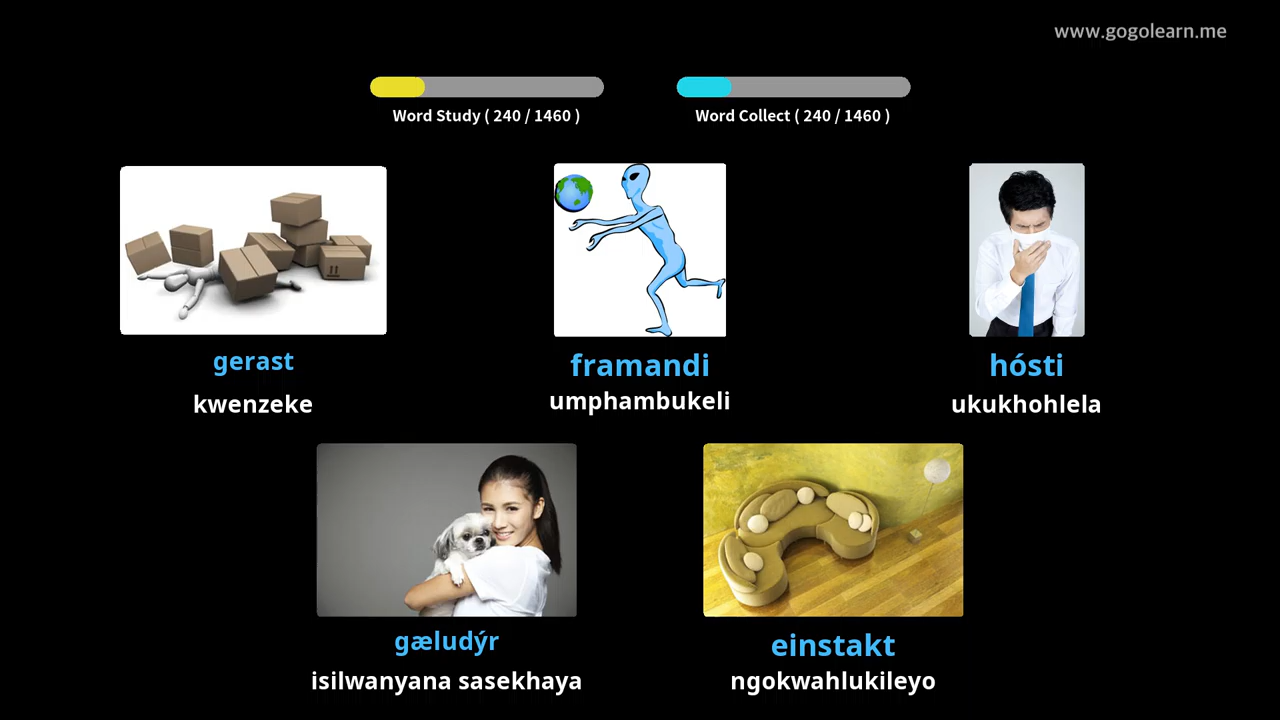 www.gogolearn.me
Word Study ( 240 / 1460 )
Word Collect ( 240 / 1460 )
gerast
framandi
hósti
kwenzeke
umphambukeli
ukukhohlela
gæludýr
einstakt
isilwanyana sasekhaya
ngokwahlukileyo